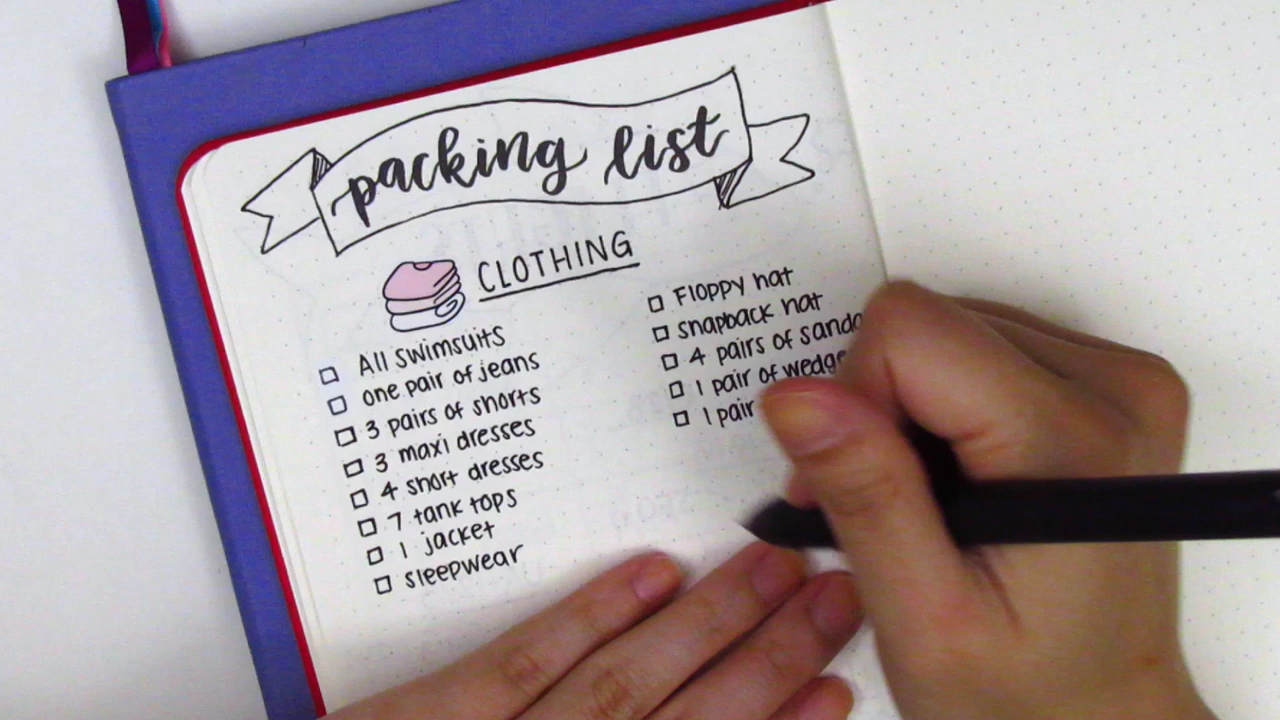 packing list
CLOTHING
All swimsuits
one pair of jeans
3 pairs of shorts
3 maxi dresses
4 short dresses
7 tank tops
1 jacket
sleepwear
Floppy hat
snapback hat
4 pairs of
1 pair of
1 pair